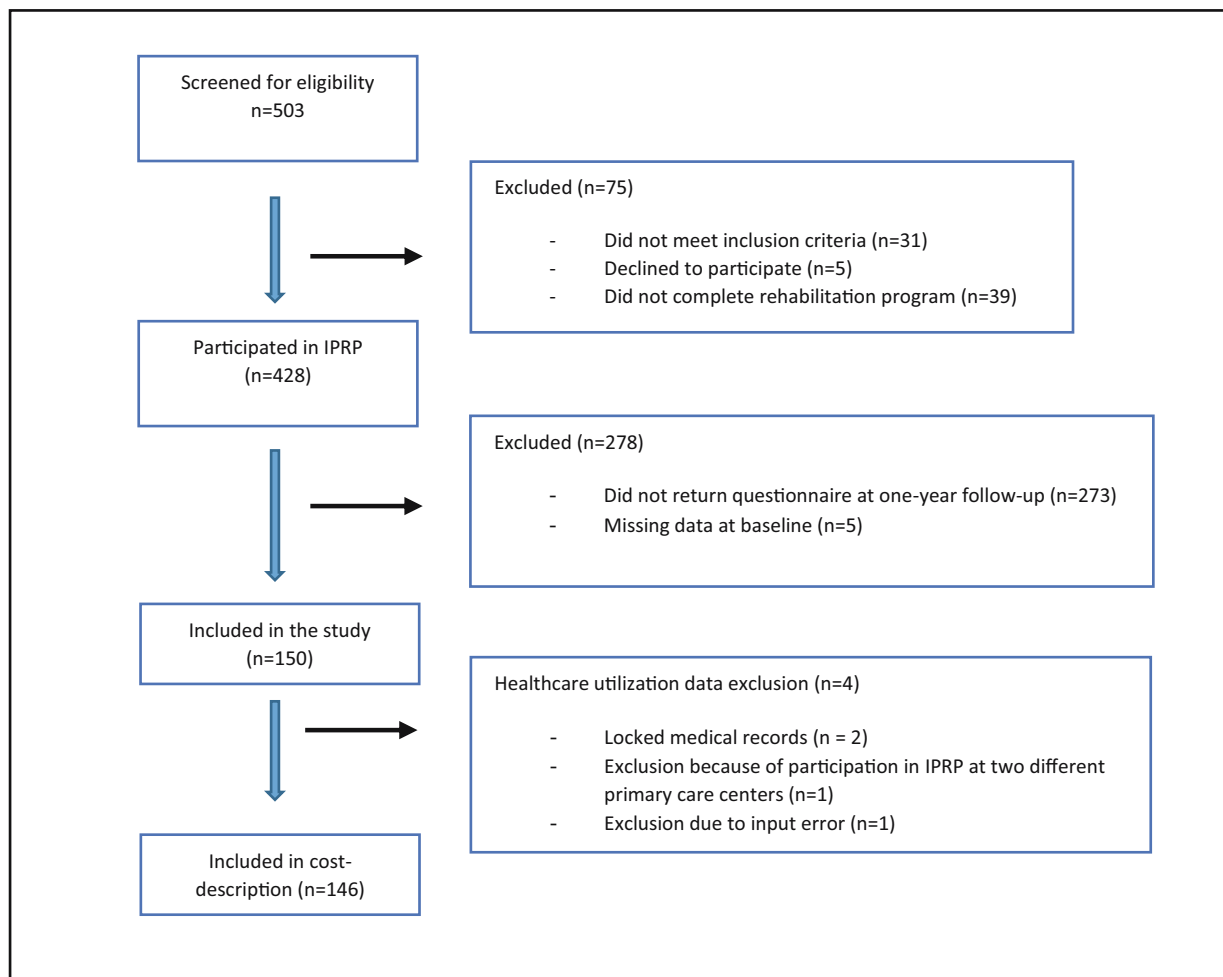 Screened for eligibility
n=503
Excluded (n=75)
- Did not meet inclusion criteria (n=31)
- Declined to participate (n=5)
- Did not complete rehabilitation program (n=39)
Participated in IPRP
(n=428)
Excluded (n=278)
- Did not return questionnaire at one-year follow-up (n=273)
- Missing data at baseline (n=5)
Included in the study
(n=150)
Healthcare utilization data exclusion (n=4)
- Locked medical records (n = 2)
- Exclusion because of participation in IPRP at two different
primary care centers (n=1)
- Exclusion due to input error (n=1)
Included in cost-
description (n=146)